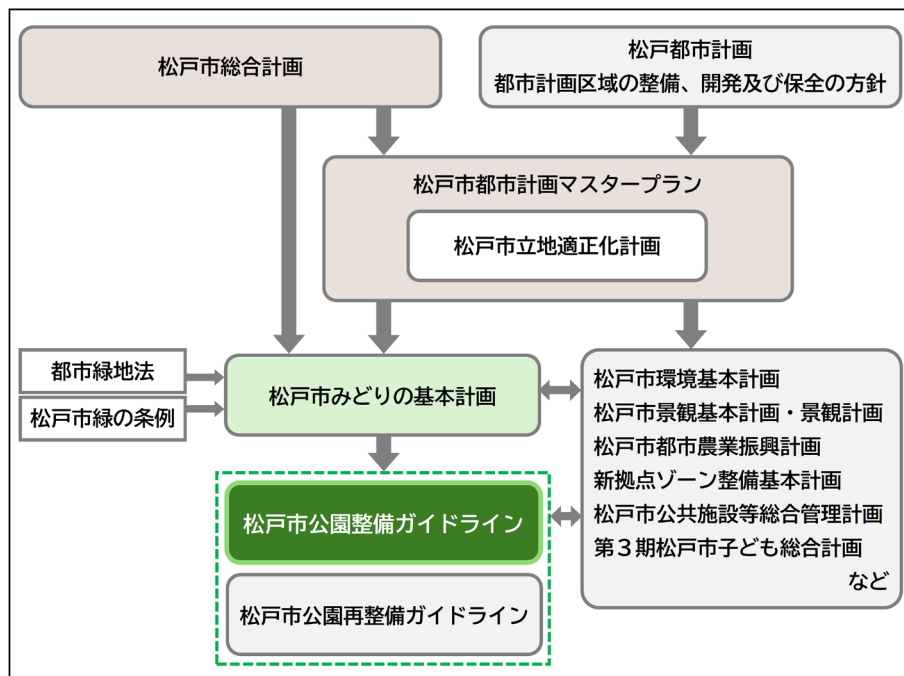 松戸市総合計画
松戸都市計画
都市計画区域の整備、開発及び保全の方針
松戸市都市計画マスタープラン
松戸市立地適正化計画
都市緑地法
松戸市緑の条例
松戸市みどりの基本計画
松戸市環境基本計画
松戸市景観基本計画・景観計画
松戸市都市農業振興計画
新拠点ゾーン整備基本計画
松戸市公共施設等総合管理計画
第３期松戸市子ども総合計画
など
松戸市公園整備ガイドライン
松戸市公園再整備ガイドライン